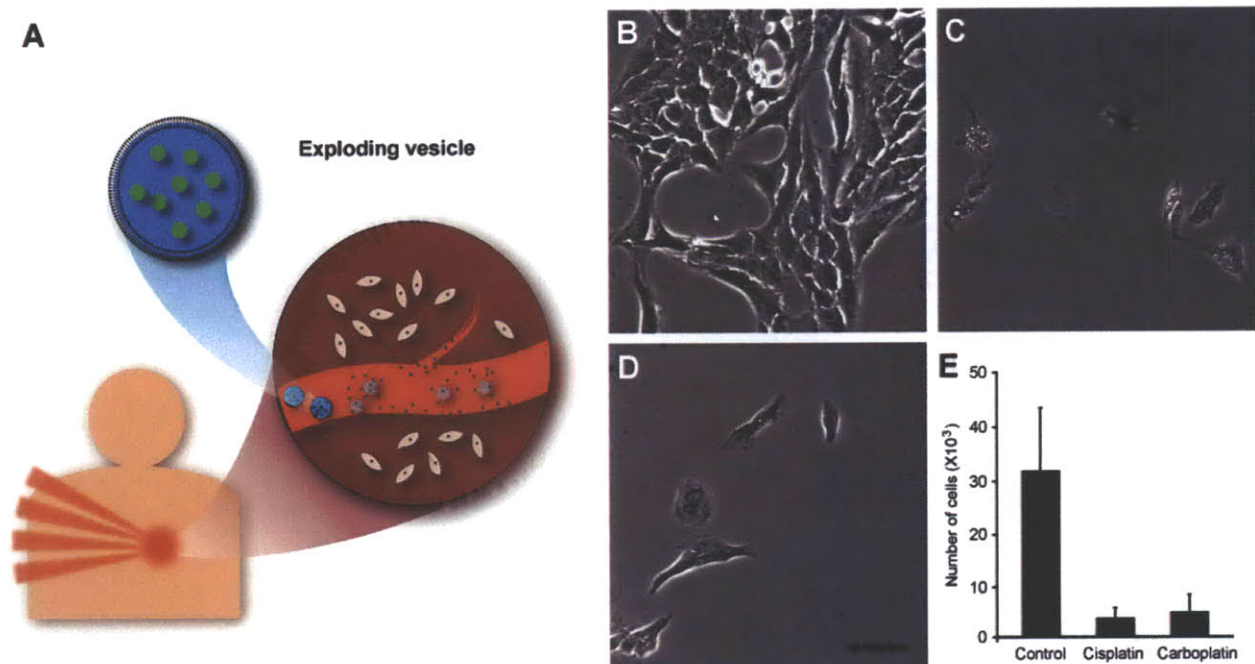 A
Exploding vesicle
B
C
D
E
Number of cells (X10³)
50
40
30
20
10
0
Control Cisplatin Carboplatin